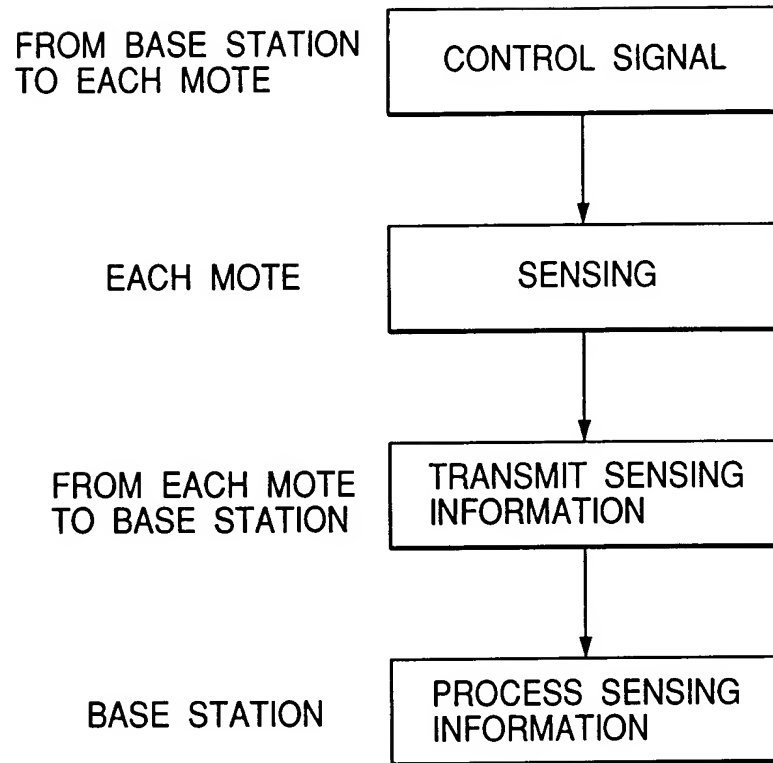 FROM BASE STATION
TO EACH MOTE
CONTROL SIGNAL
EACH MOTE
SENSING
FROM EACH MOTE
TO BASE STATION
TRANSMIT SENSING
INFORMATION
BASE STATION
PROCESS SENSING
INFORMATION